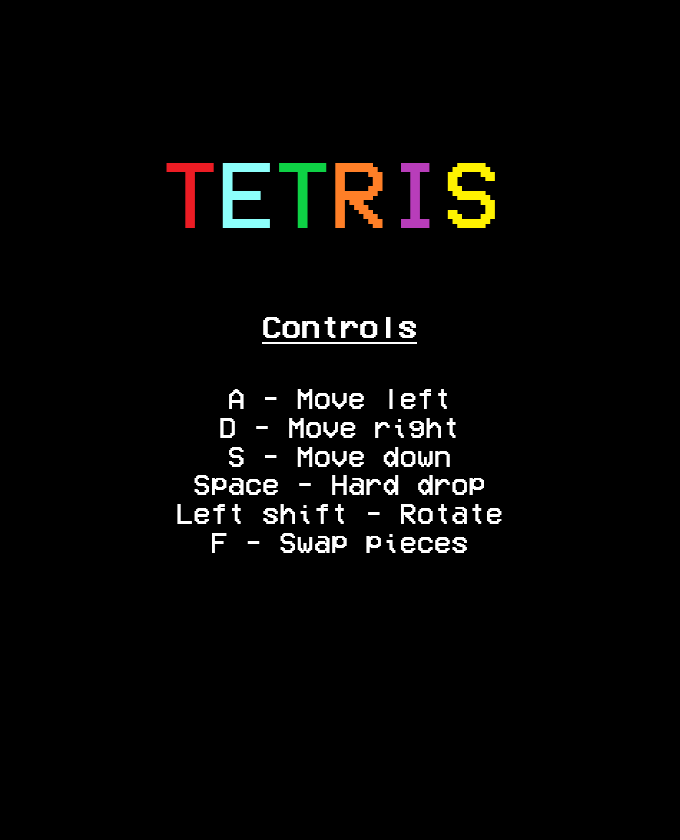 TETRIS
Controls
A - Move left
D - Move right
S - Move down
Space - Hard drop
Left shift - Rotate
F - Swap pieces